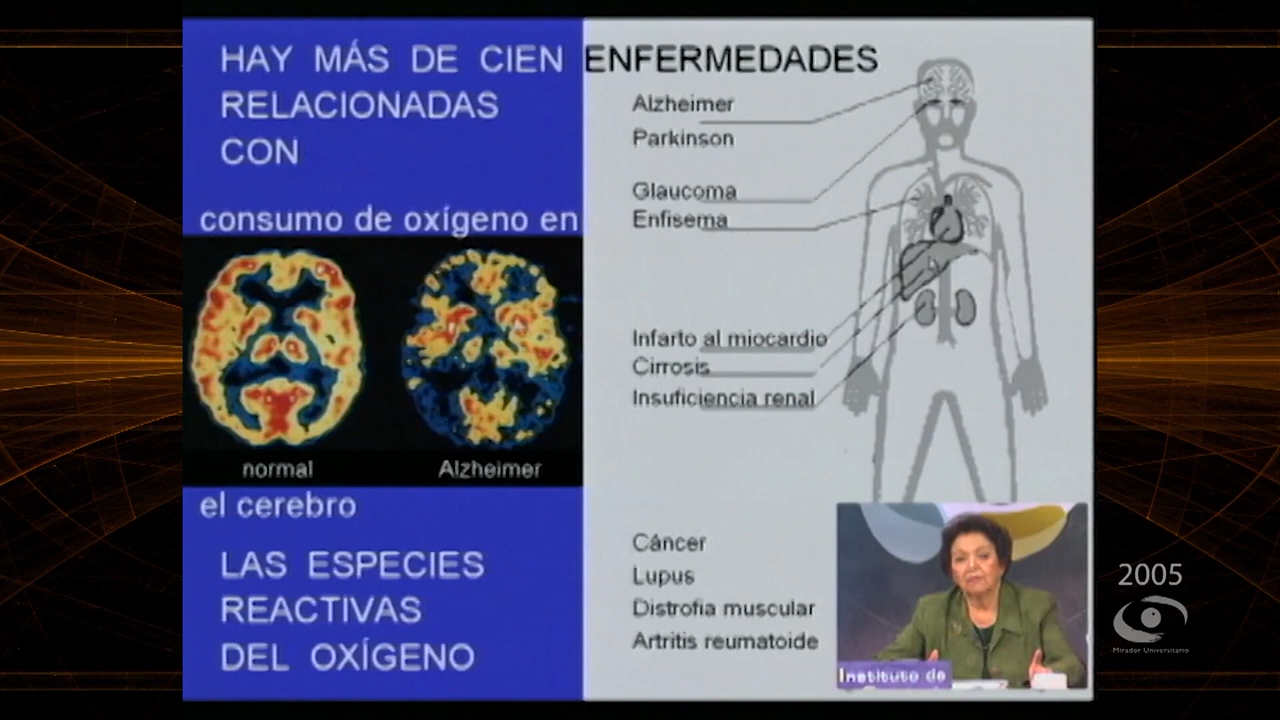 HAY MÁS DE CIEN ENFERMEDADES
RELACIONADAS
CON
consumo de oxígeno en
normal
Alzheimer
el cerebro
LAS ESPECIES
REACTIVAS
DEL OXÍGENO
Alzheimer
Parkinson
Glaucoma
Enfisema
Infarto al miocardio
Cirrosis
Insuficiencia renal
Cáncer
Lupus
Distrofia muscular
Artritis reumatoide
Instituto de
2005
Mirador Universitario